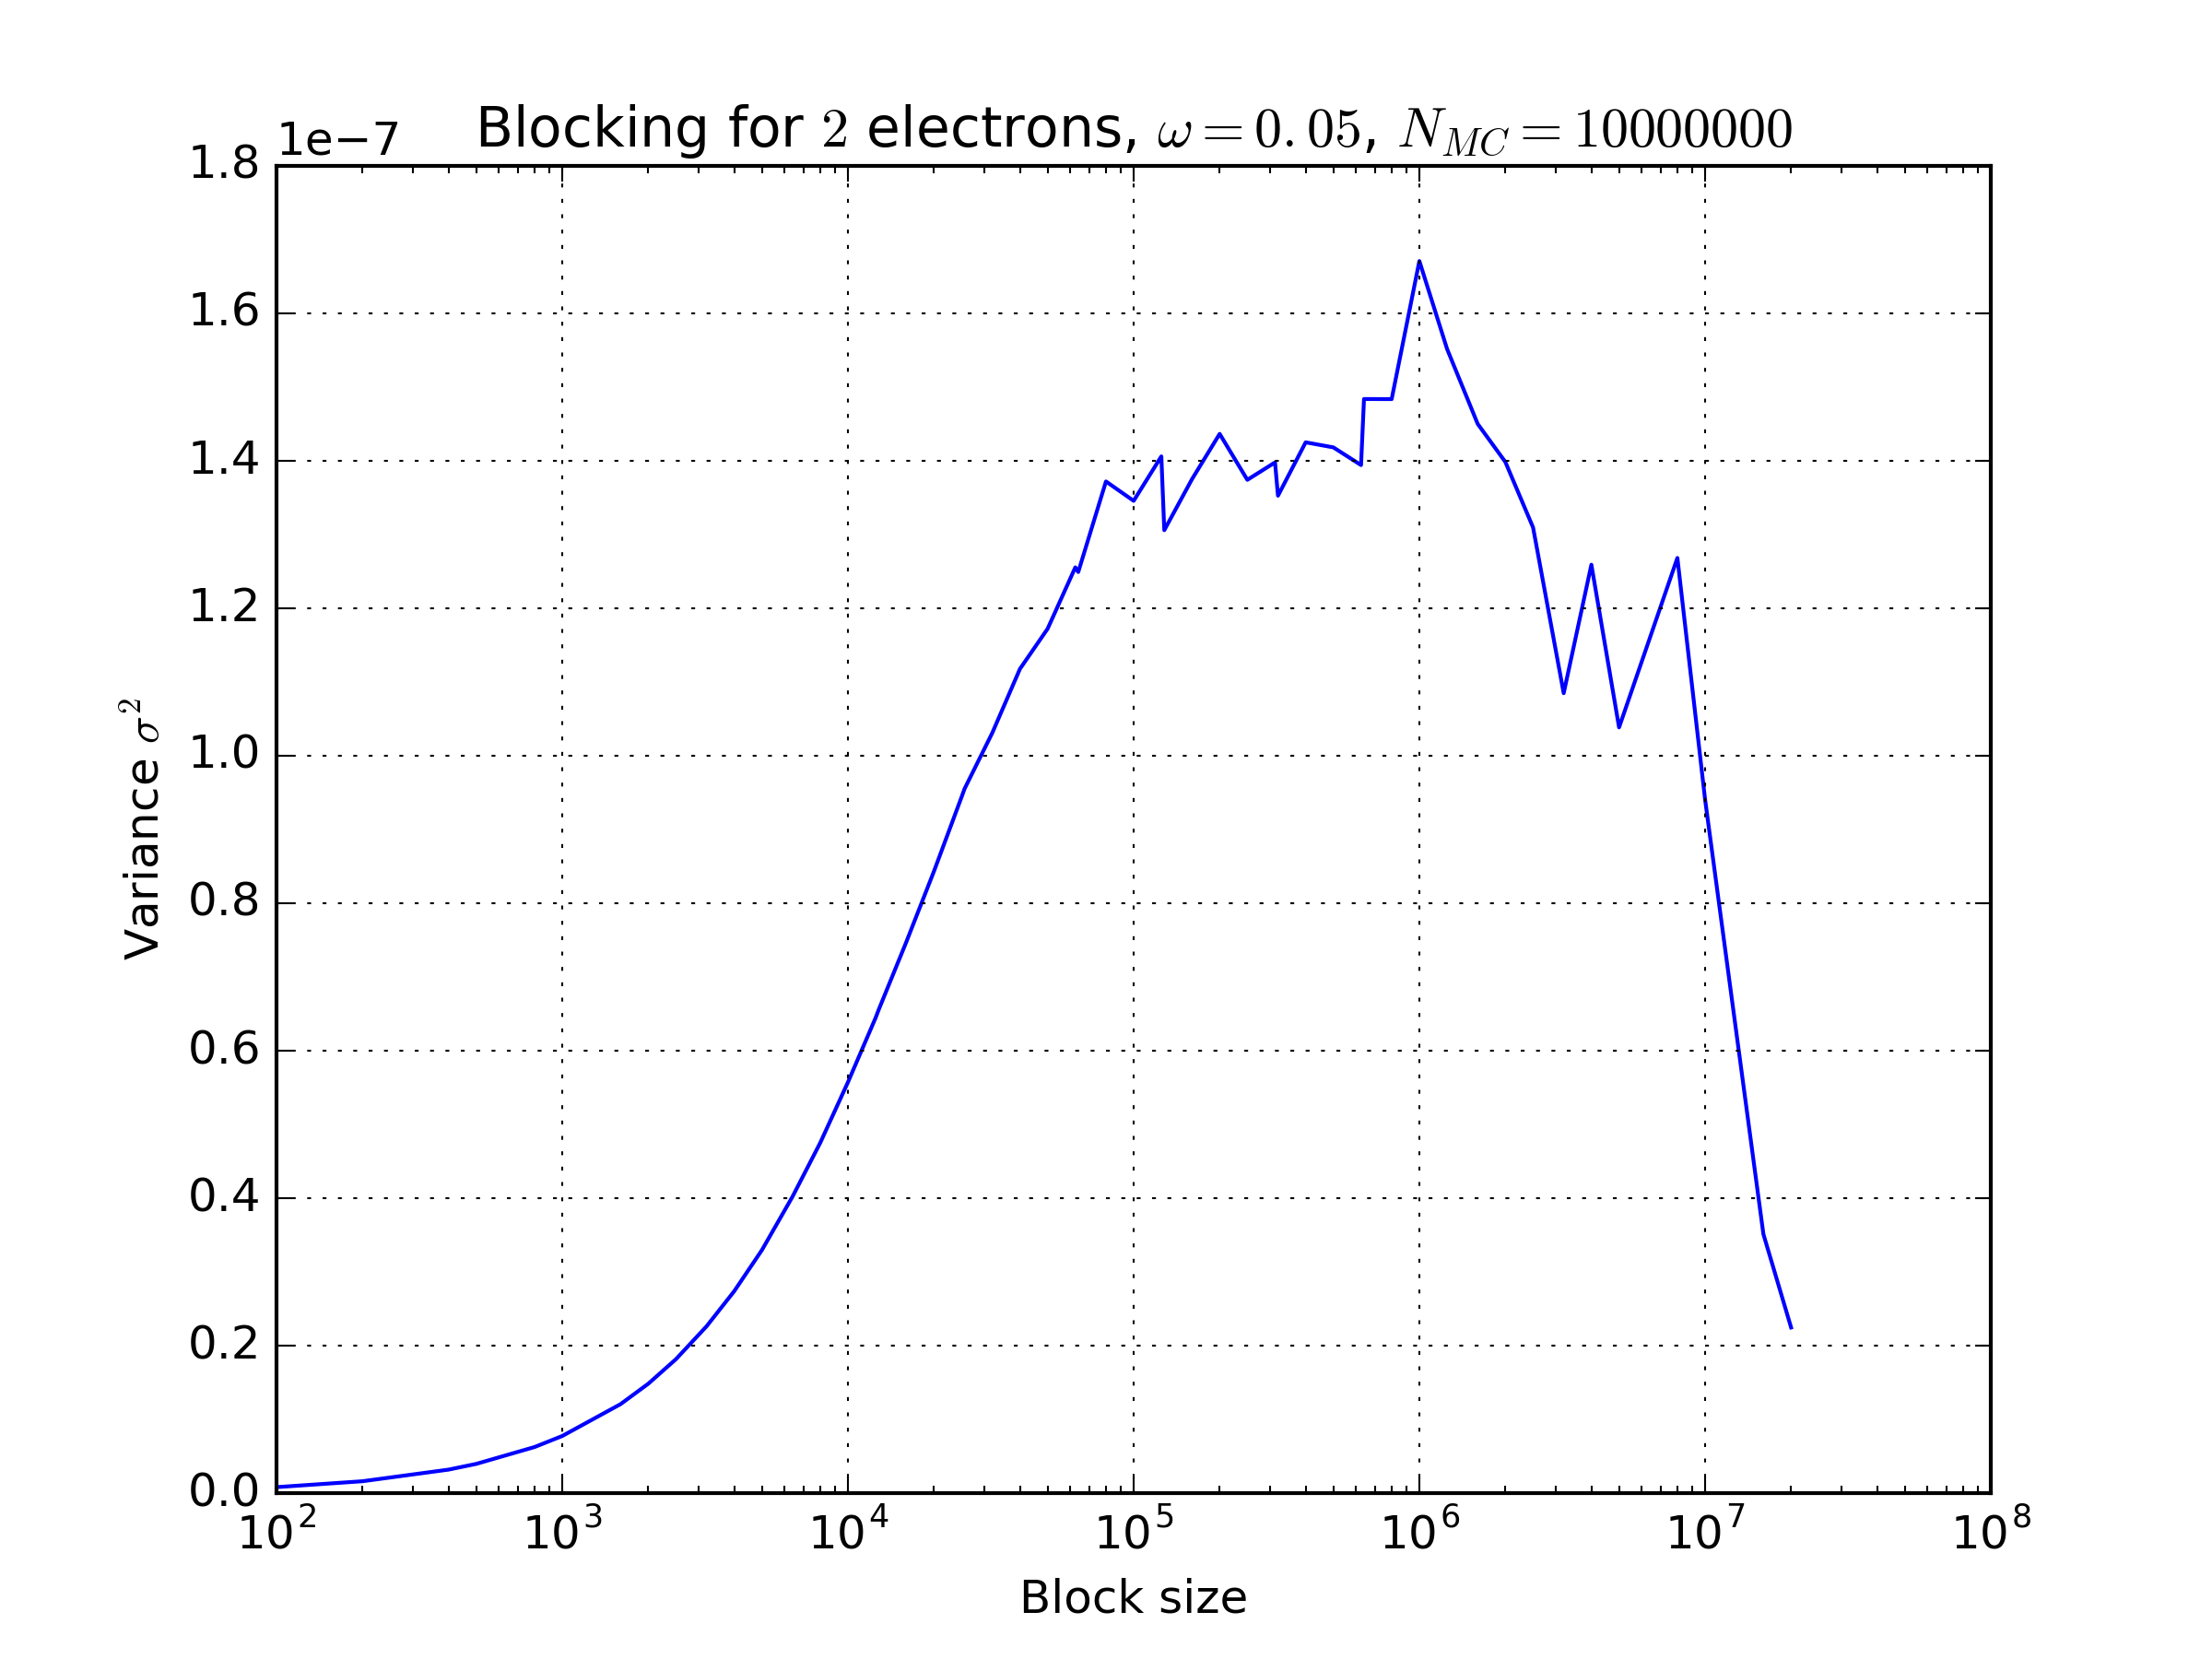 1e−7
Blocking for 2 electrons, ω = 0.05, N_{MC} = 10000000
1.8
1.6
1.4
1.2
1.0
0.8
0.6
0.4
0.2
0.0
Variance σ²
10² 10³ 10⁴ 10⁵ 10⁶ 10⁷ 10⁸
Block size